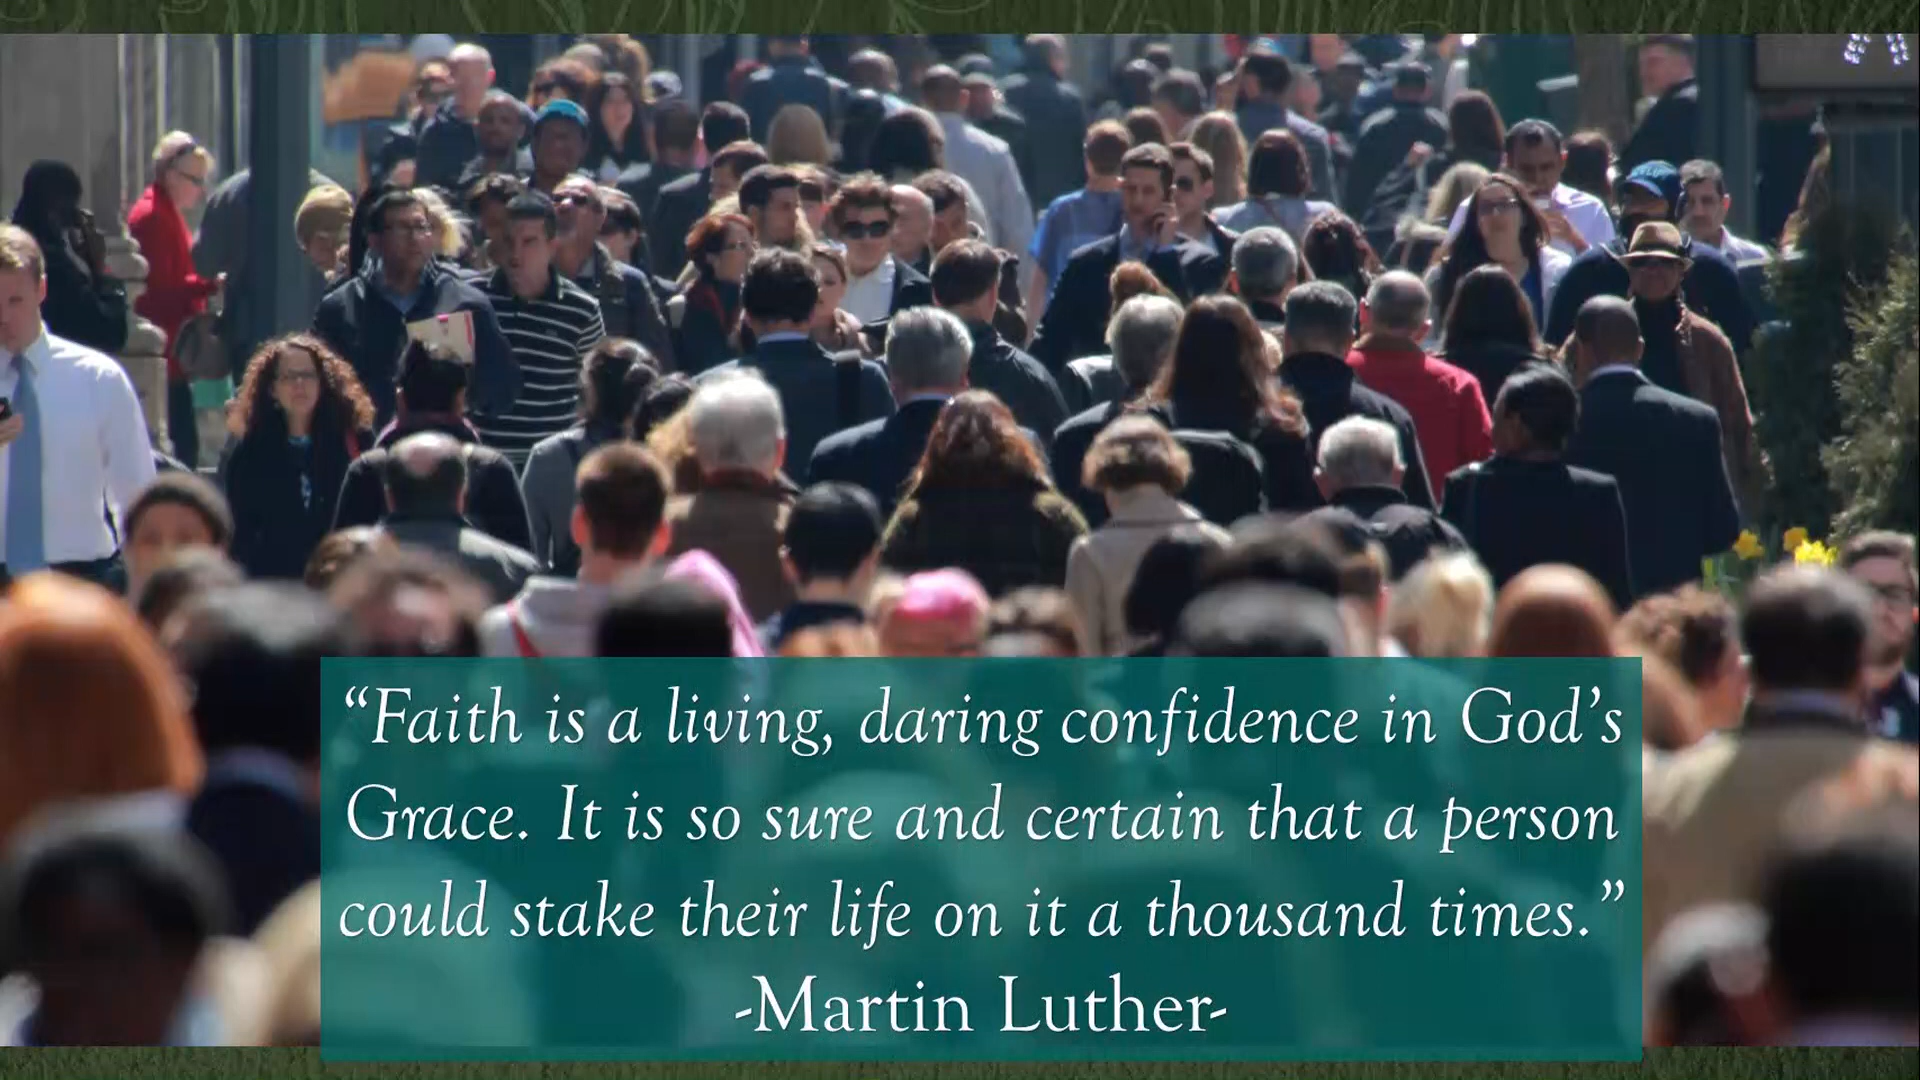 “Faith is a living, daring confidence in God’s
Grace. It is so sure and certain that a person
could stake their life on it a thousand times.”
-Martin Luther-